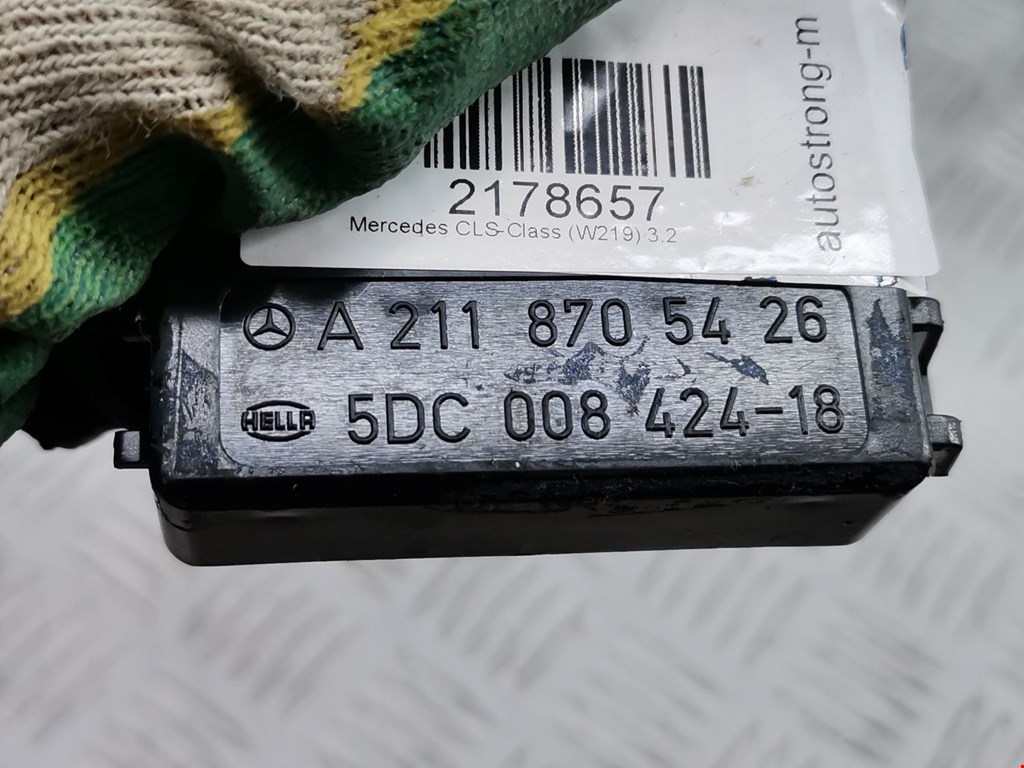 2178657
Mercedes CLS-Class (W219) 3.2
autostrong-m
A 211 870 54 26
HELLA 5DC 008 424-18